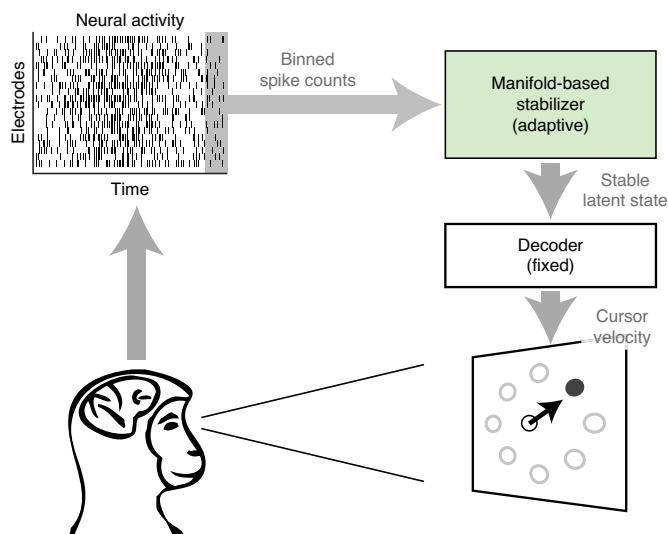 Neural activity
Electrodes
Time
Binned
spike counts
Manifold-based
stabilizer
(adaptive)
Stable
latent state
Decoder
(fixed)
Cursor
velocity